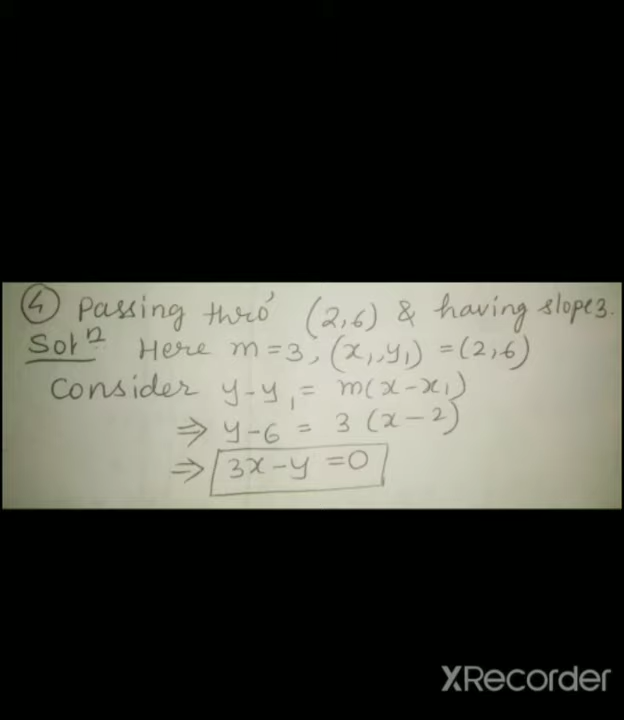 ④ Passing thro' (2,6) & having slope 3.
Solⁿ Here m = 3, (x₁,y₁) = (2,6)
Consider y-y₁ = m(x-x₁)
⇒ y-6 = 3 (x-2)
⇒ 3x-y = 0
XRecorder